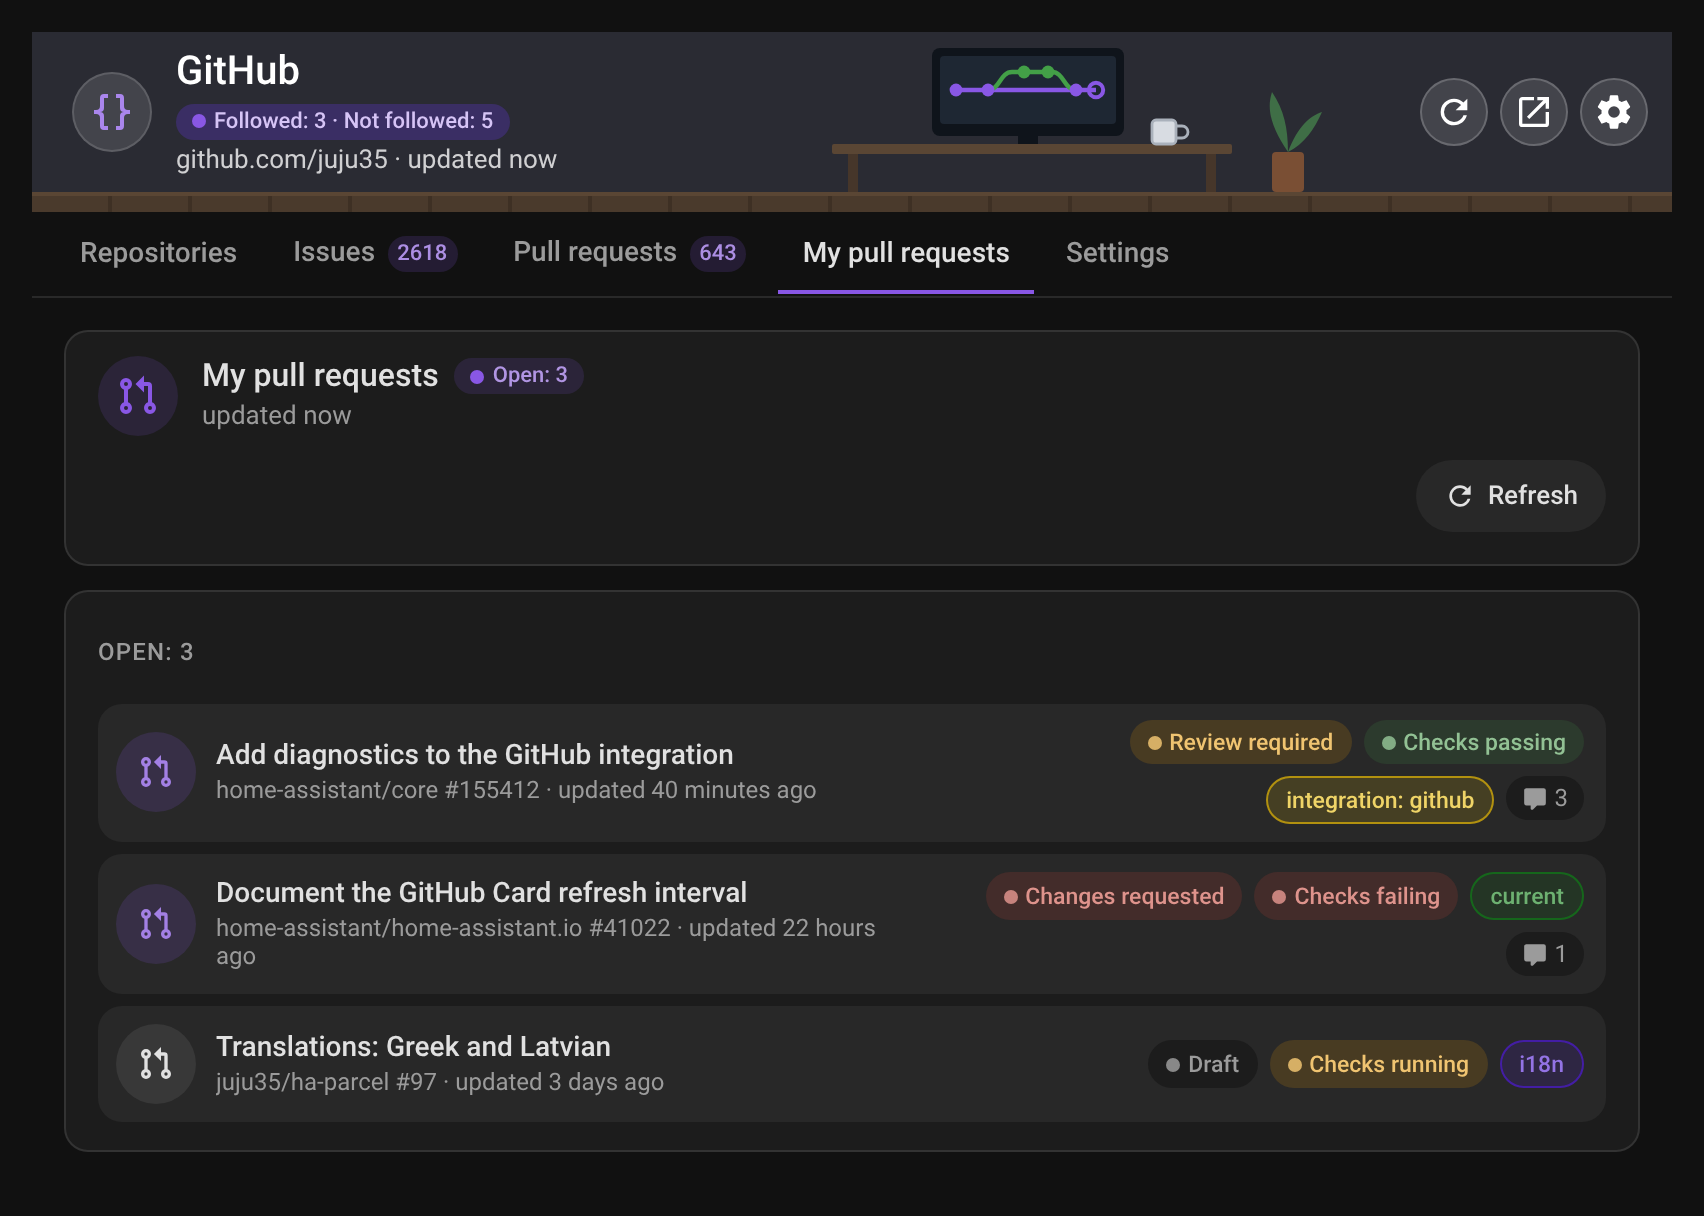 GitHub
Followed: 3 · Not followed: 5
github.com/juju35 · updated now
Repositories
Issues 2618
Pull requests 643
My pull requests
Settings
My pull requests
Open: 3
updated now
Refresh
OPEN: 3
Add diagnostics to the GitHub integration
home-assistant/core #155412 · updated 40 minutes ago
Review required
Checks passing
integration: github
3
Document the GitHub Card refresh interval
home-assistant/home-assistant.io #41022 · updated 22 hours
ago
Changes requested
Checks failing
current
1
Translations: Greek and Latvian
juju35/ha-parcel #97 · updated 3 days ago
Draft
Checks running
i18n